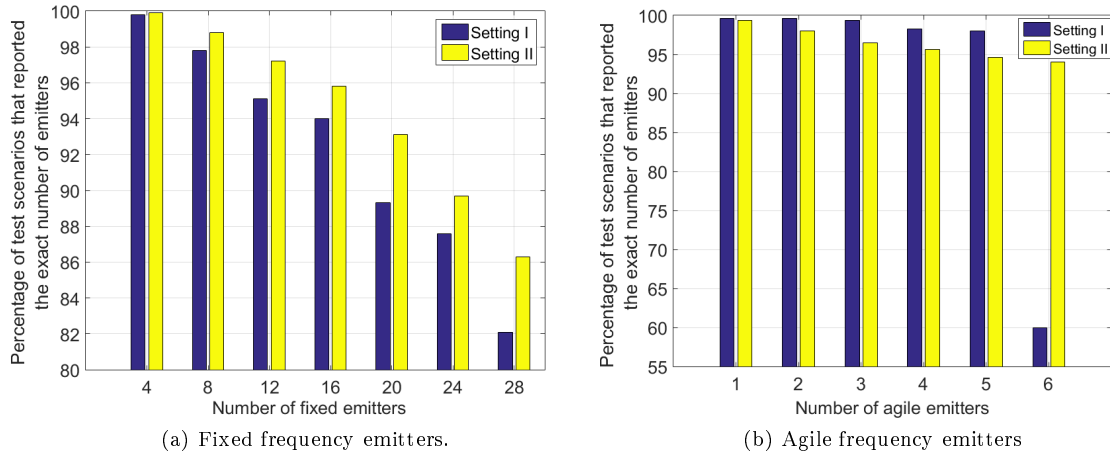 Percentage of test scenarios that reported
the exact number of emitters
100
98
96
94
92
90
88
86
84
82
80
4 8 12 16 20 24 28
Number of fixed emitters
Setting I
Setting II
(a) Fixed frequency emitters.
Percentage of test scenarios that reported
the exact number of emitters
100
95
90
85
80
75
70
65
60
55
1 2 3 4 5 6
Number of agile emitters
Setting I
Setting II
(b) Agile frequency emitters